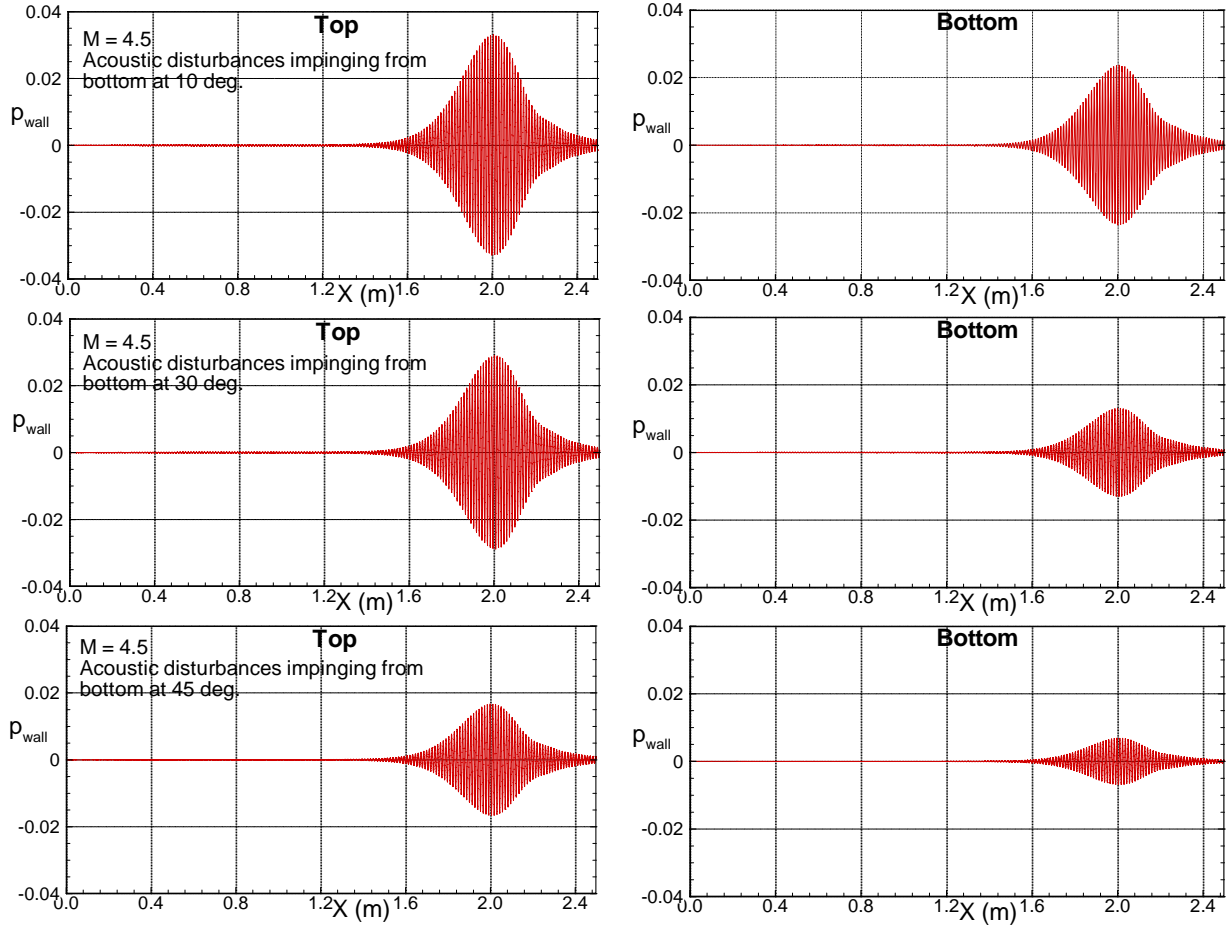 0.04
Top
M = 4.5
Acoustic disturbances impinging from
bottom at 10 deg.
0.02
p_wall
0
-0.02
-0.04
0.0 0.4 0.8 1.2 1.6 2.0 2.4
X (m)
0.04
Bottom
0.02
p_wall
0
-0.02
-0.04
0.0 0.4 0.8 1.2 1.6 2.0 2.4
X (m)
0.04
Top
M = 4.5
Acoustic disturbances impinging from
bottom at 30 deg.
0.02
p_wall
0
-0.02
-0.04
0.0 0.4 0.8 1.2 1.6 2.0 2.4
X (m)
0.04
Bottom
0.02
p_wall
0
-0.02
-0.04
0.0 0.4 0.8 1.2 1.6 2.0 2.4
X (m)
0.04
Top
M = 4.5
Acoustic disturbances impinging from
bottom at 45 deg.
0.02
p_wall
0
-0.02
-0.04
0.0 0.4 0.8 1.2 1.6 2.0 2.4
X (m)
0.04
Bottom
0.02
p_wall
0
-0.02
-0.04
0.0 0.4 0.8 1.2 1.6 2.0 2.4
X (m)